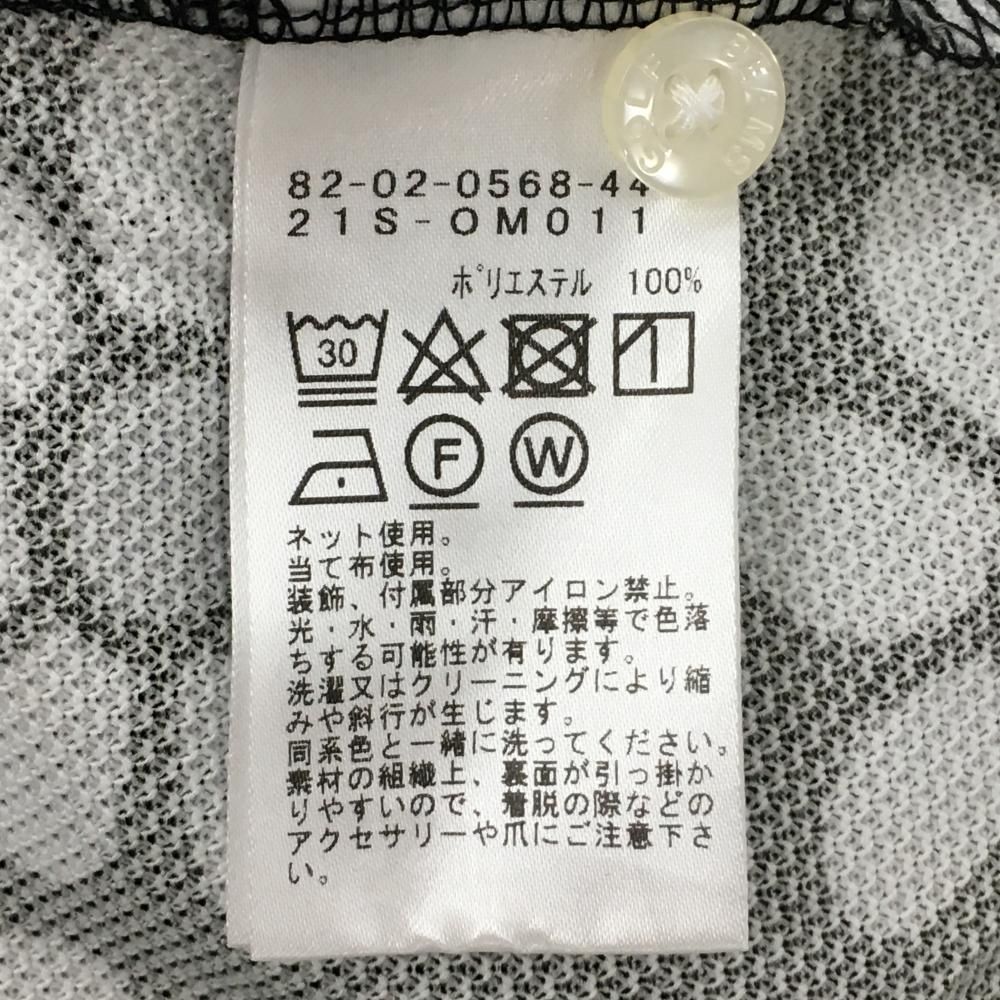 82-02-0568-44
21S-OM011
ポリエステル 100%
30
F W
ネット使用。
当て布使用。
装飾、付属部分アイロン禁止。
光・水・雨・汗・摩擦等で色落
ちする可能性が有ります。
洗濯又はクリーニングにより縮
みや斜行が生じます。
同系色と一緒に洗ってください。
素材の組織上、裏面が引っ掛か
りやすいので、着脱の際などの
アクセサリーや爪にご注意下さ
い。